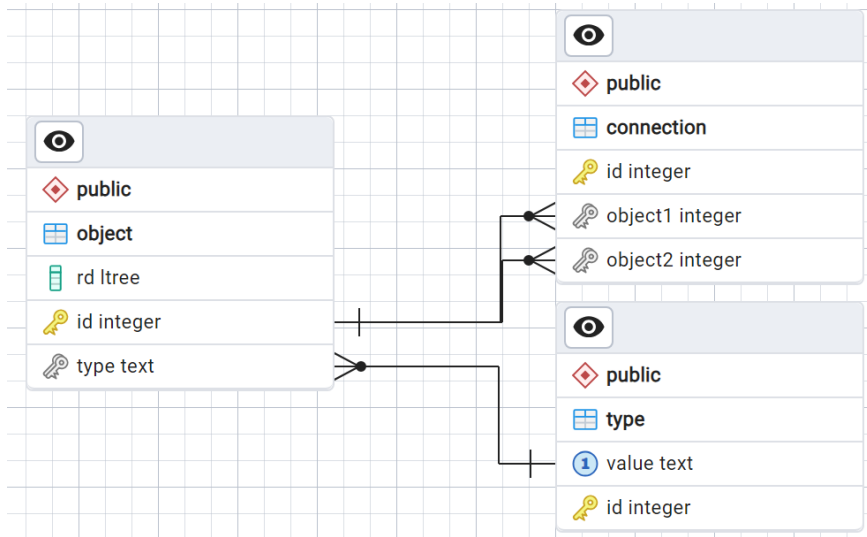 public
object
rd ltree
id integer
type text
public
connection
id integer
object1 integer
object2 integer
public
type
1 value text
id integer